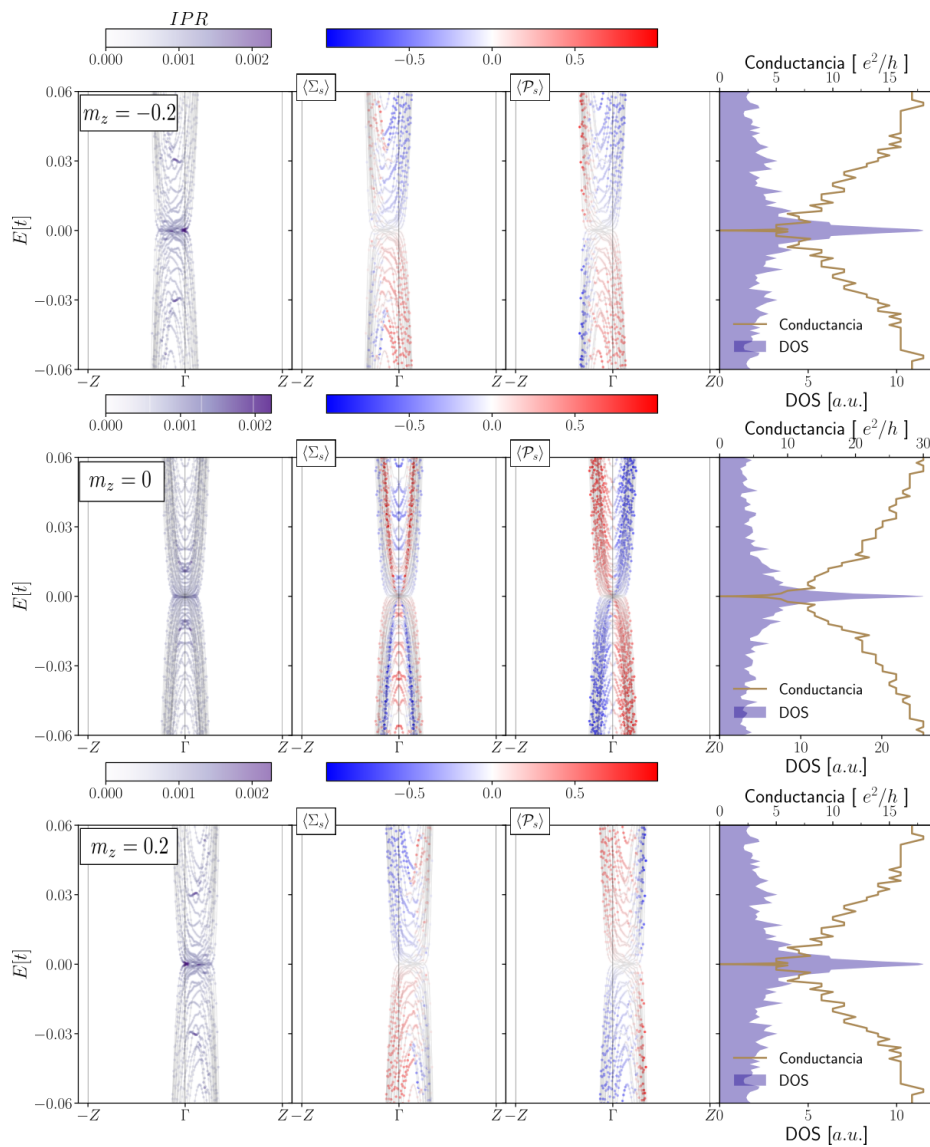 IPR
0.000 0.001 0.002 −0.5 0.0 0.5
⟨Σ_s⟩ ⟨𝒫_s⟩
Conductancia [ e²/h ]
0 5 10 15
m_z = −0.2
E[t]
0.06
0.03
0.00
−0.03
−0.06
Conductancia
DOS
−Z Γ Z −Z Γ Z −Z Γ Z 0 5 10
DOS [a.u.]
0.000 0.001 0.002 −0.5 0.0 0.5
⟨Σ_s⟩ ⟨𝒫_s⟩
Conductancia [ e²/h ]
0 10 20 30
m_z = 0
E[t]
0.06
0.03
0.00
−0.03
−0.06
Conductancia
DOS
−Z Γ Z −Z Γ Z −Z Γ Z 0 10 20
DOS [a.u.]
0.000 0.001 0.002 −0.5 0.0 0.5
⟨Σ_s⟩ ⟨𝒫_s⟩
Conductancia [ e²/h ]
0 5 10 15
m_z = 0.2
E[t]
0.06
0.03
0.00
−0.03
−0.06
Conductancia
DOS
−Z Γ Z −Z Γ Z −Z Γ Z 0 5 10
DOS [a.u.]